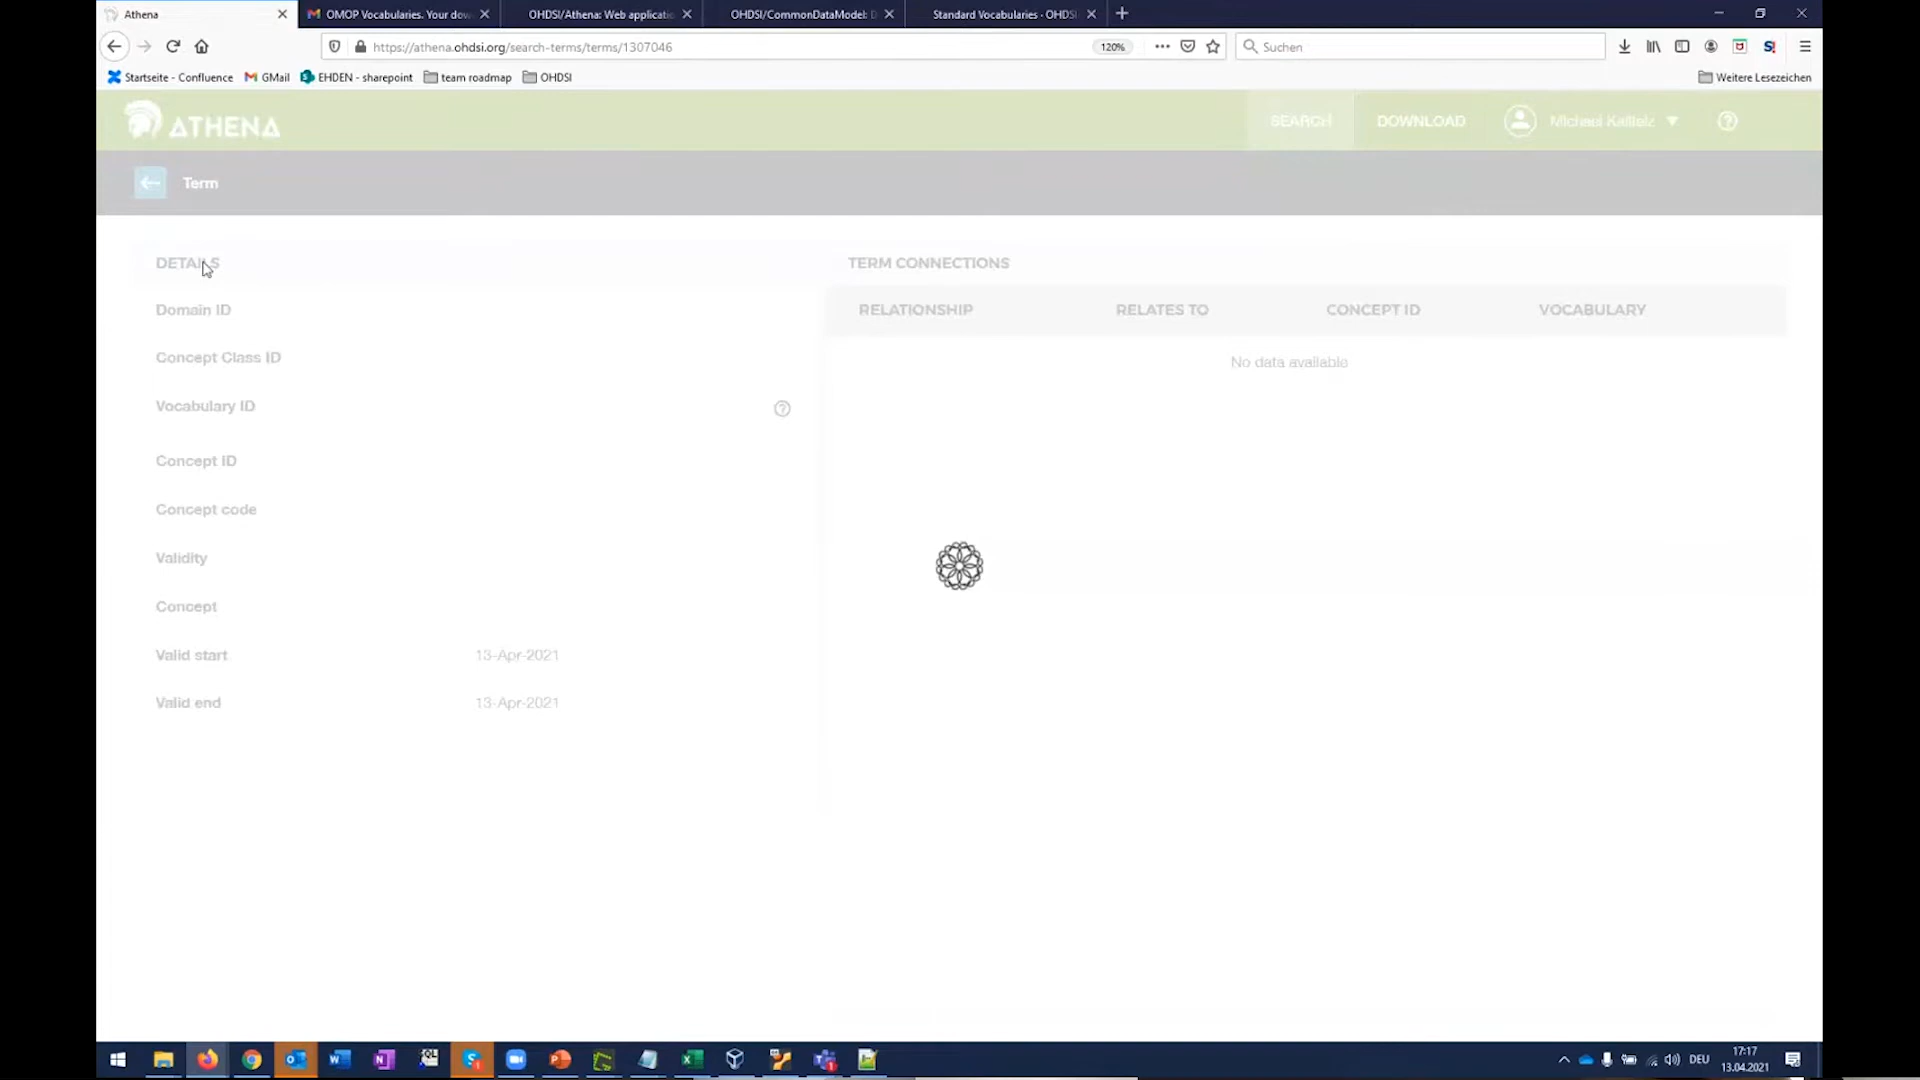 Athena
OMOP Vocabularies. Your dow
OHDSI/Athena: Web applicatio
OHDSI/CommonDataModel: D
Standard Vocabularies · OHDSI
https://athena.ohdsi.org/search-terms/terms/1307046
120%
Suchen
Startseite - Confluence
GMail
EHDEN - sharepoint
team roadmap
OHDSI
Weitere Lesezeichen
ATHENA
SEARCH
DOWNLOAD
Michael Kallfelz
Term
DETAILS
TERM CONNECTIONS
Domain ID
RELATIONSHIP
RELATES TO
CONCEPT ID
VOCABULARY
Concept Class ID
No data available
Vocabulary ID
Concept ID
Concept code
Validity
Concept
Valid start
13-Apr-2021
Valid end
13-Apr-2021
DEU
17:17
13.04.2021